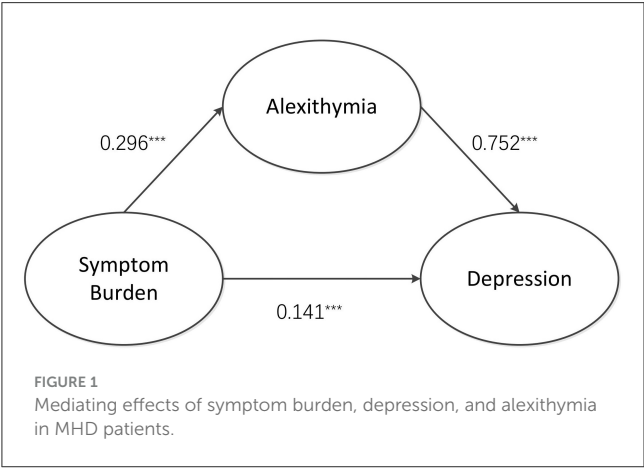 Alexithymia
0.296***
0.752***
Symptom
Burden
Depression
0.141***
FIGURE 1
Mediating effects of symptom burden, depression, and alexithymia
in MHD patients.